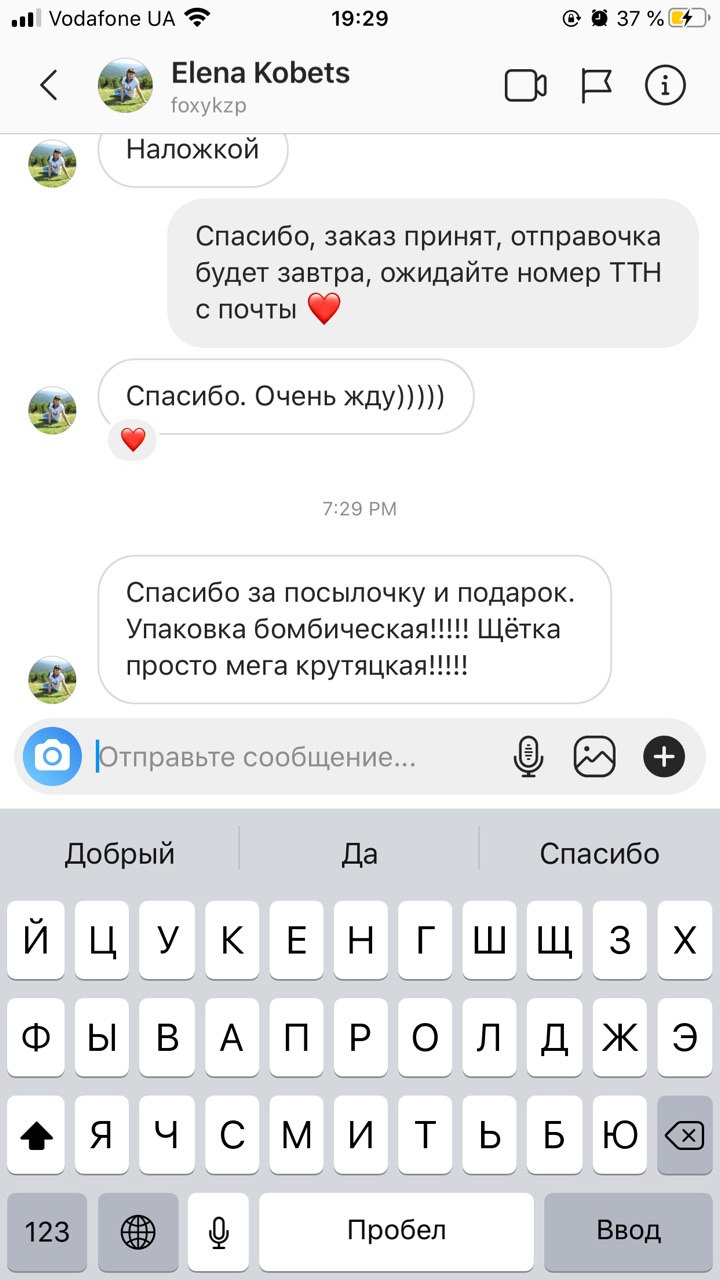 Vodafone UA 19:29 37 %
Elena Kobets
foxykzp
Наложкой
Спасибо, заказ принят, отправочка
будет завтра, ожидайте номер ТТН
с почты ❤️
Спасибо. Очень жду)))))
❤️
7:29 PM
Спасибо за посылочку и подарок.
Упаковка бомбическая!!!!! Щётка
просто мега крутяцкая!!!!!
Отправьте сообщение...
Добрый Да Спасибо
Й Ц У К Е Н Г Ш Щ З Х
Ф Ы В А П Р О Л Д Ж Э
Я Ч С М И Т Ь Б Ю
123 Пробел Ввод